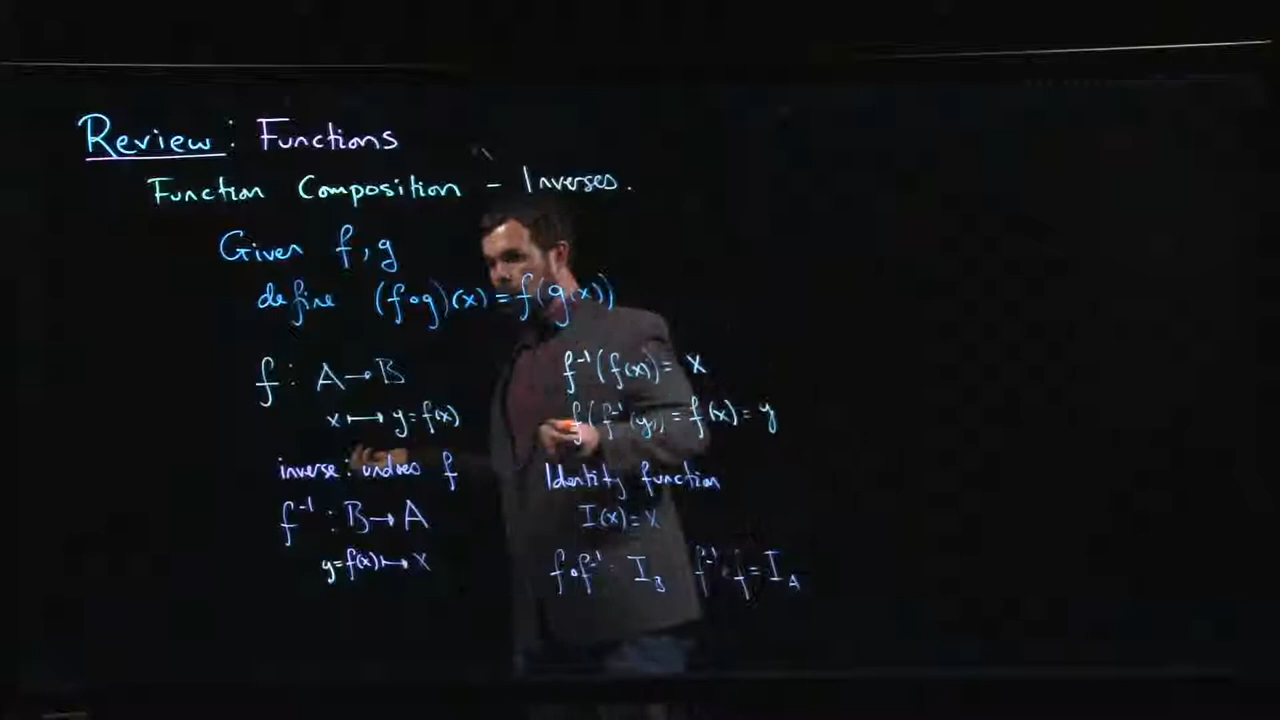 Review: Functions
Function Composition - Inverses.
Given f, g
define (f∘g)(x) = f(g(x))
f: A → B
x ⟼ y = f(x)
inverse: undoes f
f⁻¹: B → A
y = f(x) ⟼ x
f⁻¹(f(x)) = x
f(f⁻¹(y)) = f(x) = y
Identity function
I(x) = x
f∘f⁻¹ = I_B f⁻¹∘f = I_A